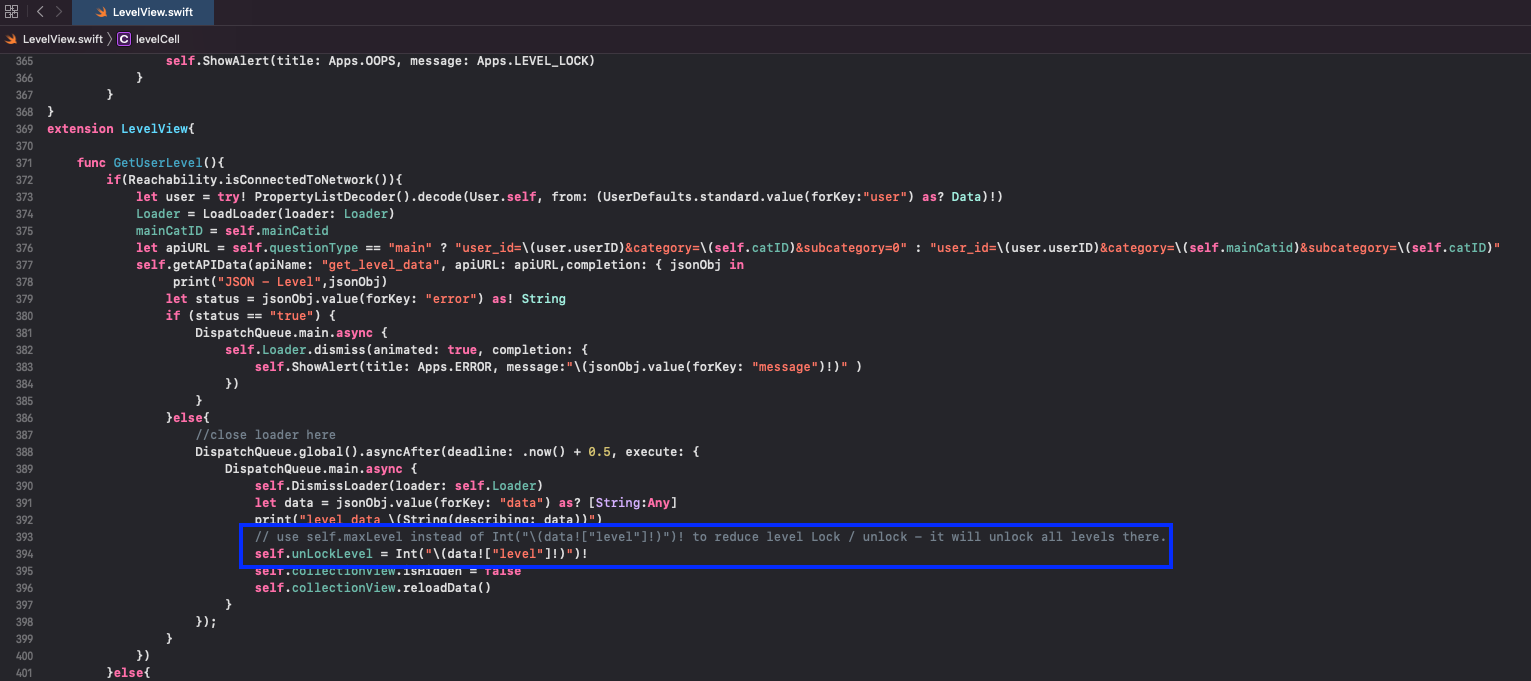 LevelView.swift
LevelView.swift 〉 C levelCell
365 self.ShowAlert(title: Apps.OOPS, message: Apps.LEVEL_LOCK)
366 }
367 }
368 }
369 extension LevelView{
370
371 func GetUserLevel(){
372 if(Reachability.isConnectedToNetwork()){
373 let user = try! PropertyListDecoder().decode(User.self, from: (UserDefaults.standard.value(forKey:"user") as? Data)!)
374 Loader = LoadLoader(loader: Loader)
375 mainCatID = self.mainCatid
376 let apiURL = self.questionType == "main" ? "user_id=\(user.userID)&category=\(self.catID)&subcategory=0" : "user_id=\(user.userID)&category=\(self.mainCatid)&subcategory=\(self.catID)"
377 self.getAPIData(apiName: "get_level_data", apiURL: apiURL,completion: { jsonObj in
378 print("JSON - Level",jsonObj)
379 let status = jsonObj.value(forKey: "error") as! String
380 if (status == "true") {
381 DispatchQueue.main.async {
382 self.Loader.dismiss(animated: true, completion: {
383 self.ShowAlert(title: Apps.ERROR, message:"\(jsonObj.value(forKey: "message")!)" )
384 })
385 }
386 }else{
387 //close loader here
388 DispatchQueue.global().asyncAfter(deadline: .now() + 0.5, execute: {
389 DispatchQueue.main.async {
390 self.DismissLoader(loader: self.Loader)
391 let data = jsonObj.value(forKey: "data") as? [String:Any]
392 print("level data \(String(describing: data))")
393 // use self.maxLevel instead of Int("\(data!["level"]!)")! to reduce level Lock / unlock - it will unlock all levels there.
394 self.unLockLevel = Int("\(data!["level"]!)")!
395 self.collectionView.isHidden = false
396 self.collectionView.reloadData()
397 }
398 });
399 }
400 })
401 }else{